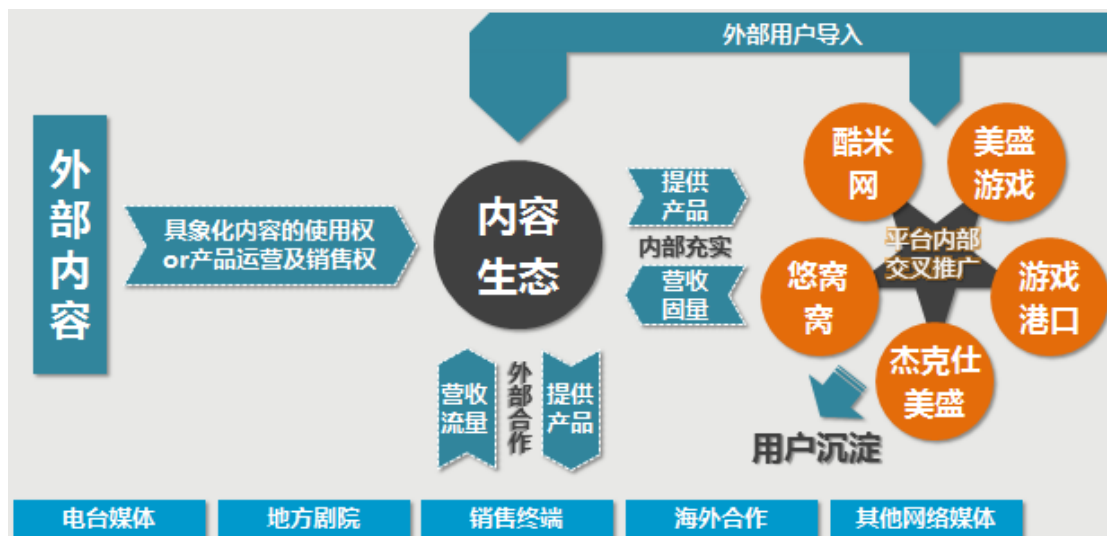 外部用户导入
外部内容
具象化内容的使用权
or产品运营及销售权
内容
生态
提供
产品
内部充实
营收
固量
酷米
网
美盛
游戏
平台内部
交叉推广
悠窝
窝
游戏
港口
杰克仕
美盛
用户沉淀
营收
流量
外部合作
提供
产品
电台媒体
地方剧院
销售终端
海外合作
其他网络媒体